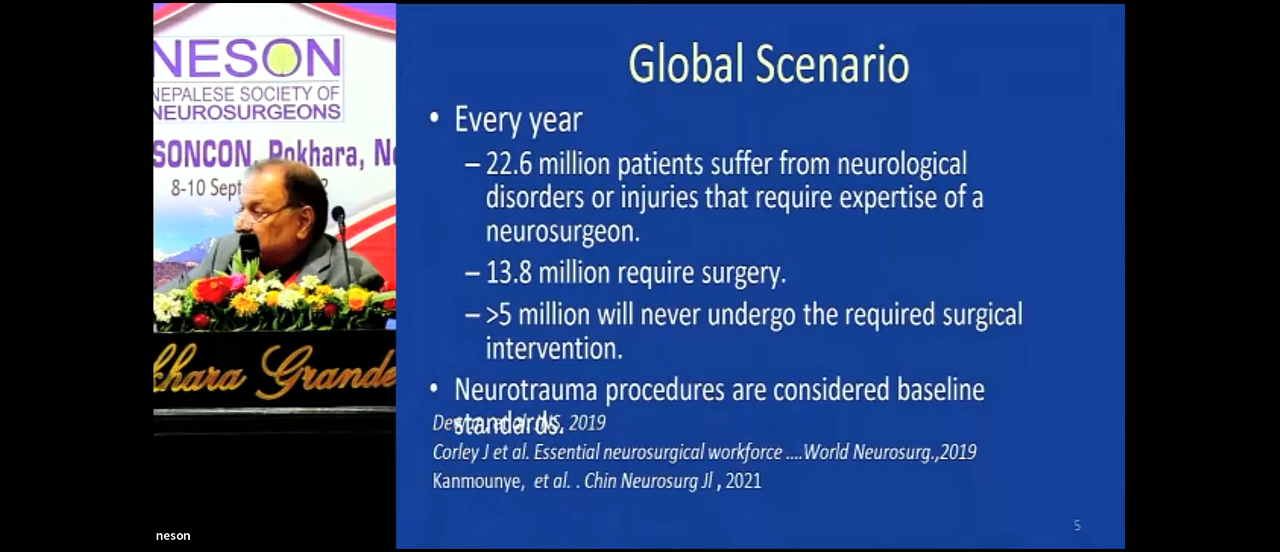 NESON
NEPALESE SOCIETY OF
NEUROSURGEONS
SONCON, Pokhara, Ne
8-10 Sept
khara Grande
neson
Global Scenario
• Every year
– 22.6 million patients suffer from neurological
disorders or injuries that require expertise of a
neurosurgeon.
– 13.8 million require surgery.
– >5 million will never undergo the required surgical
intervention.
• Neurotrauma procedures are considered baseline
standards.
et al. JNS, 2019
Corley J et al. Essential neurosurgical workforce ....World Neurosurg.,2019
Kanmounye, et al. . Chin Neurosurg Jl , 2021
5